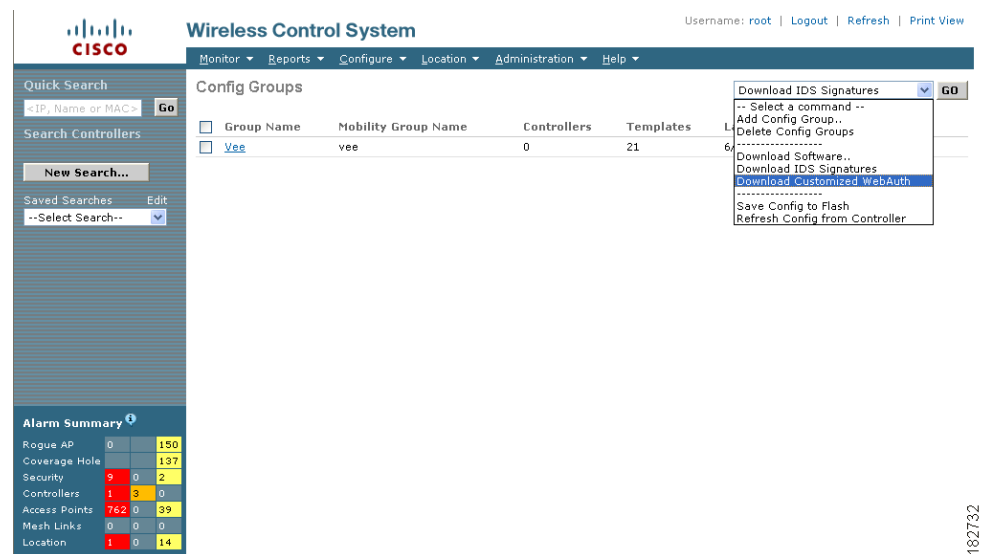 CISCO
Wireless Control System
Username: root | Logout | Refresh | Print View
Monitor Reports Configure Location Administration Help
Quick Search
<IP, Name or MAC> Go
Search Controllers
New Search...
Saved Searches Edit
--Select Search--
Config Groups
Download IDS Signatures GO
-- Select a command --
Add Config Group..
Delete Config Groups
------------------
Download Software..
Download IDS Signatures
Download Customized WebAuth
------------------
Save Config to Flash
Refresh Config from Controller
Group Name Mobility Group Name Controllers Templates
Vee vee 0 21 6/
Alarm Summary
Rogue AP 0 150
Coverage Hole 137
Security 9 0 2
Controllers 1 3 0
Access Points 762 0 39
Mesh Links 0 0 0
Location 1 0 14
182732